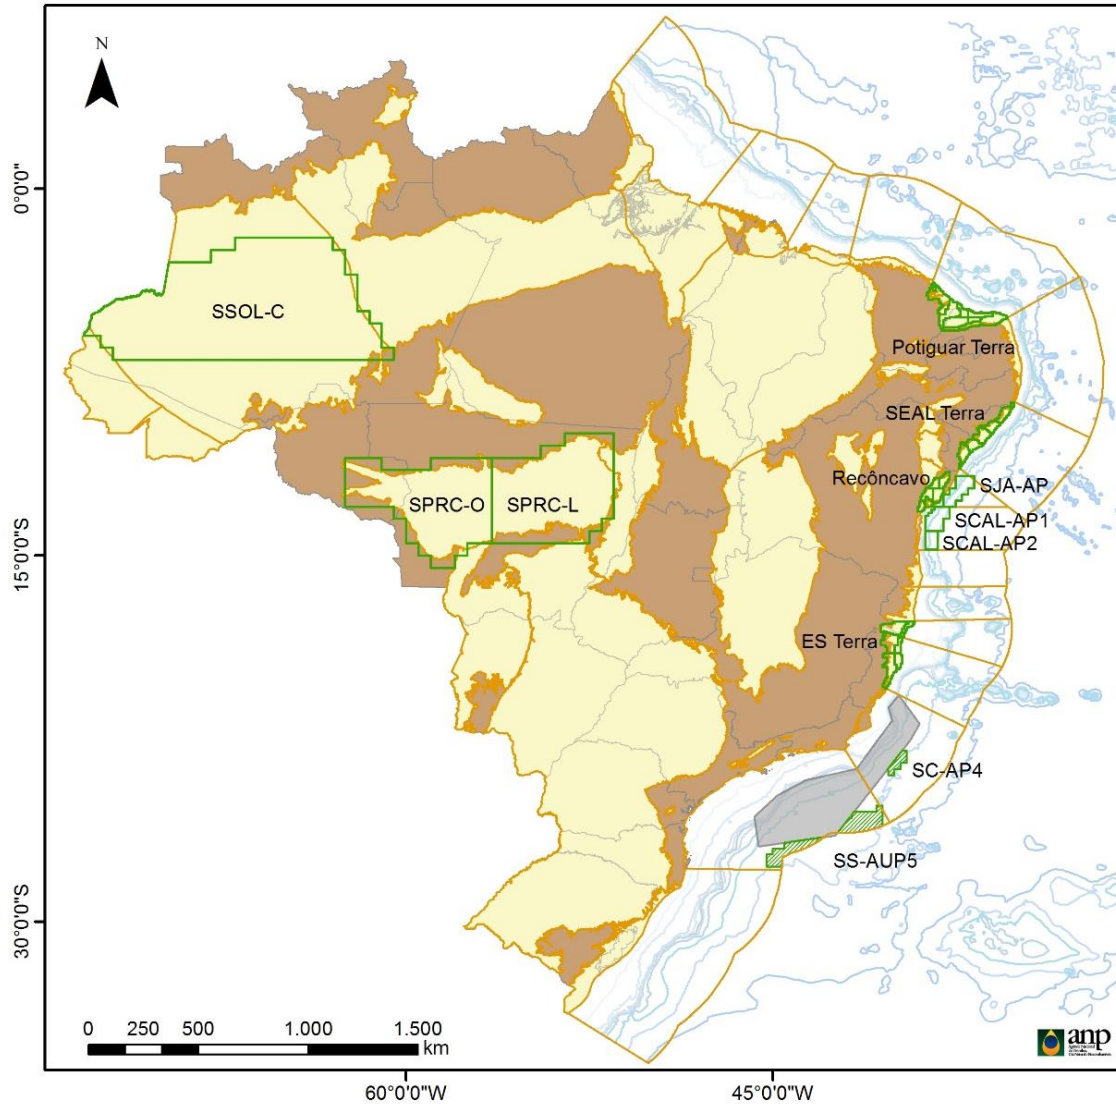 N
0°0'0"
SSOL-C
Potiguar Terra
SEAL Terra
Recôncavo
SJA-AP
SPRC-O
SPRC-L
SCAL-AP1
SCAL-AP2
15°0'0"S
ES Terra
SC-AP4
SS-AUP5
30°0'0"S
0 250 500 1.000 1.500
km
anp
60°0'0"W
45°0'0"W